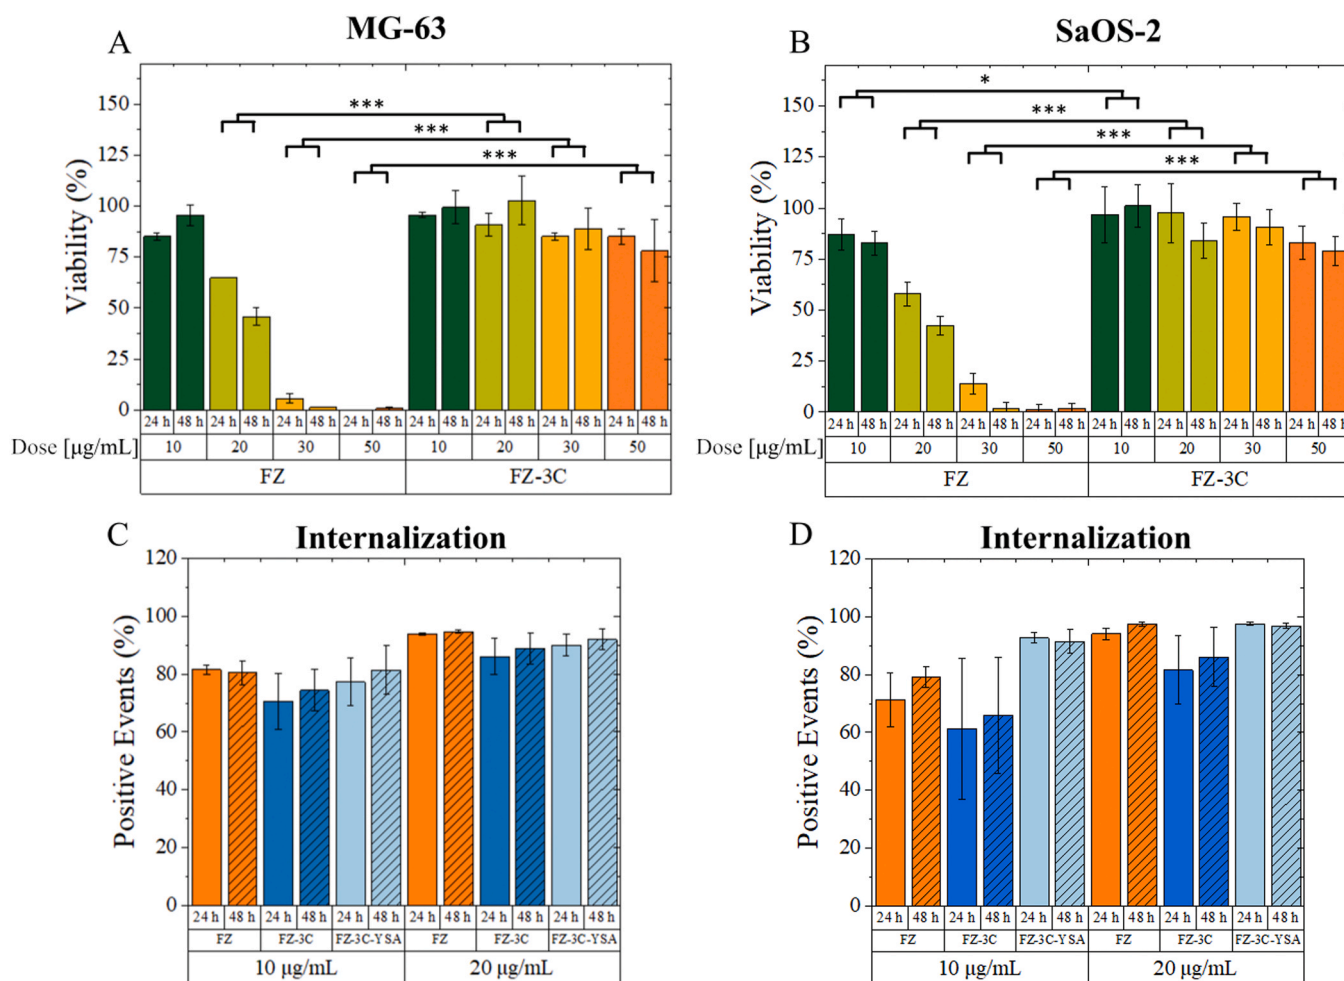 A
MG-63
Viability (%)
150
125
100
75
50
25
0
***
***
***
24 h 48 h 24 h 48 h 24 h 48 h 24 h 48 h 24 h 48 h 24 h 48 h 24 h 48 h 24 h 48 h
Dose [µg/mL] 10 20 30 50 10 20 30 50
FZ FZ-3C
B
SaOS-2
Viability (%)
150
125
100
75
50
25
0
*
***
***
***
24 h 48 h 24 h 48 h 24 h 48 h 24 h 48 h 24 h 48 h 24 h 48 h 24 h 48 h 24 h 48 h
Dose [µg/mL] 10 20 30 50 10 20 30 50
FZ FZ-3C
C
Internalization
Positive Events (%)
120
100
80
60
40
20
0
24 h 48 h 24 h 48 h 24 h 48 h 24 h 48 h 24 h 48 h 24 h 48 h
FZ FZ-3C FZ-3C-YSA FZ FZ-3C FZ-3C-YSA
10 µg/mL 20 µg/mL
D
Internalization
Positive Events (%)
120
100
80
60
40
20
0
24 h 48 h 24 h 48 h 24 h 48 h 24 h 48 h 24 h 48 h 24 h 48 h
FZ FZ-3C FZ-3C-YSA FZ FZ-3C FZ-3C-YSA
10 µg/mL 20 µg/mL